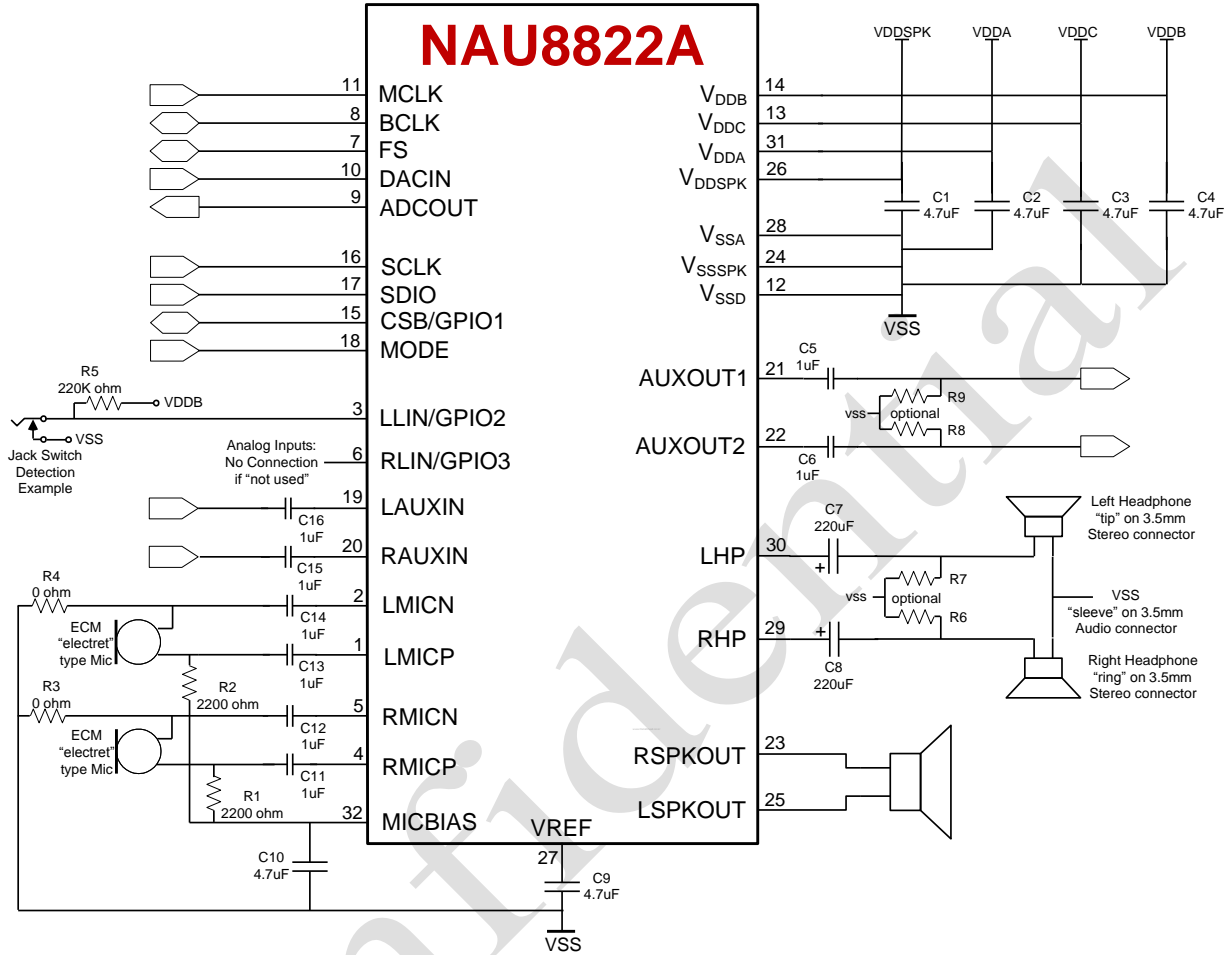 NAU8822A
VDDSPK
VDDA
VDDC
VDDB
11
MCLK
8
BCLK
7
FS
10
DACIN
9
ADCOUT
16
SCLK
17
SDIO
15
CSB/GPIO1
18
MODE
R5
220K ohm
VDDB
VSS
Jack Switch
Detection
Example
3
LLIN/GPIO2
Analog Inputs:
No Connection
if “not used”
6
RLIN/GPIO3
19
LAUXIN
C16
1uF
20
RAUXIN
C15
1uF
R4
0 ohm
2
LMICN
C14
1uF
ECM
“electret”
type Mic
1
LMICP
C13
1uF
R3
0 ohm
R2
2200 ohm
5
RMICN
C12
1uF
ECM
“electret”
type Mic
4
RMICP
C11
1uF
R1
2200 ohm
32
MICBIAS
C10
4.7uF
VREF
27
C9
4.7uF
VSS
VDDB
14
VDDC
13
VDDA
31
VDDSPK
26
C1
4.7uF
C2
4.7uF
C3
4.7uF
C4
4.7uF
VSSA
28
VSSSPK
24
VSSD
12
VSS
AUXOUT1
21
C5
1uF
R9
vss
optional
R8
AUXOUT2
22
C6
1uF
LHP
30
C7
220uF
+
R7
vss
optional
R6
RHP
29
+
C8
220uF
Left Headphone
“tip” on 3.5mm
Stereo connector
VSS
“sleeve” on 3.5mm
Audio connector
Right Headphone
“ring” on 3.5mm
Stereo connector
RSPKOUT
23
LSPKOUT
25
nfidential